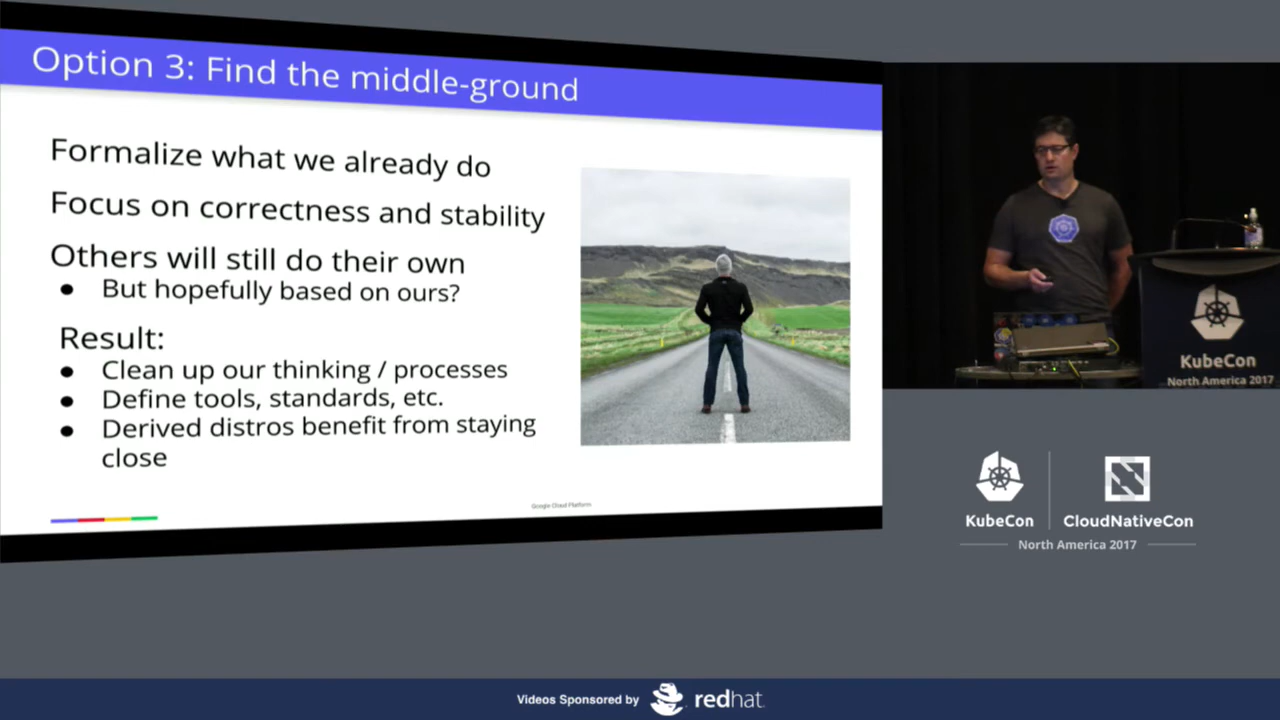 Option 3: Find the middle-ground
Formalize what we already do
Focus on correctness and stability
Others will still do their own
● But hopefully based on ours?
Result:
● Clean up our thinking / processes
● Define tools, standards, etc.
● Derived distros benefit from staying
close
Google Cloud Platform
KubeCon
North America 2017
KubeCon
CloudNativeCon
North America 2017
Videos Sponsored by
redhat.